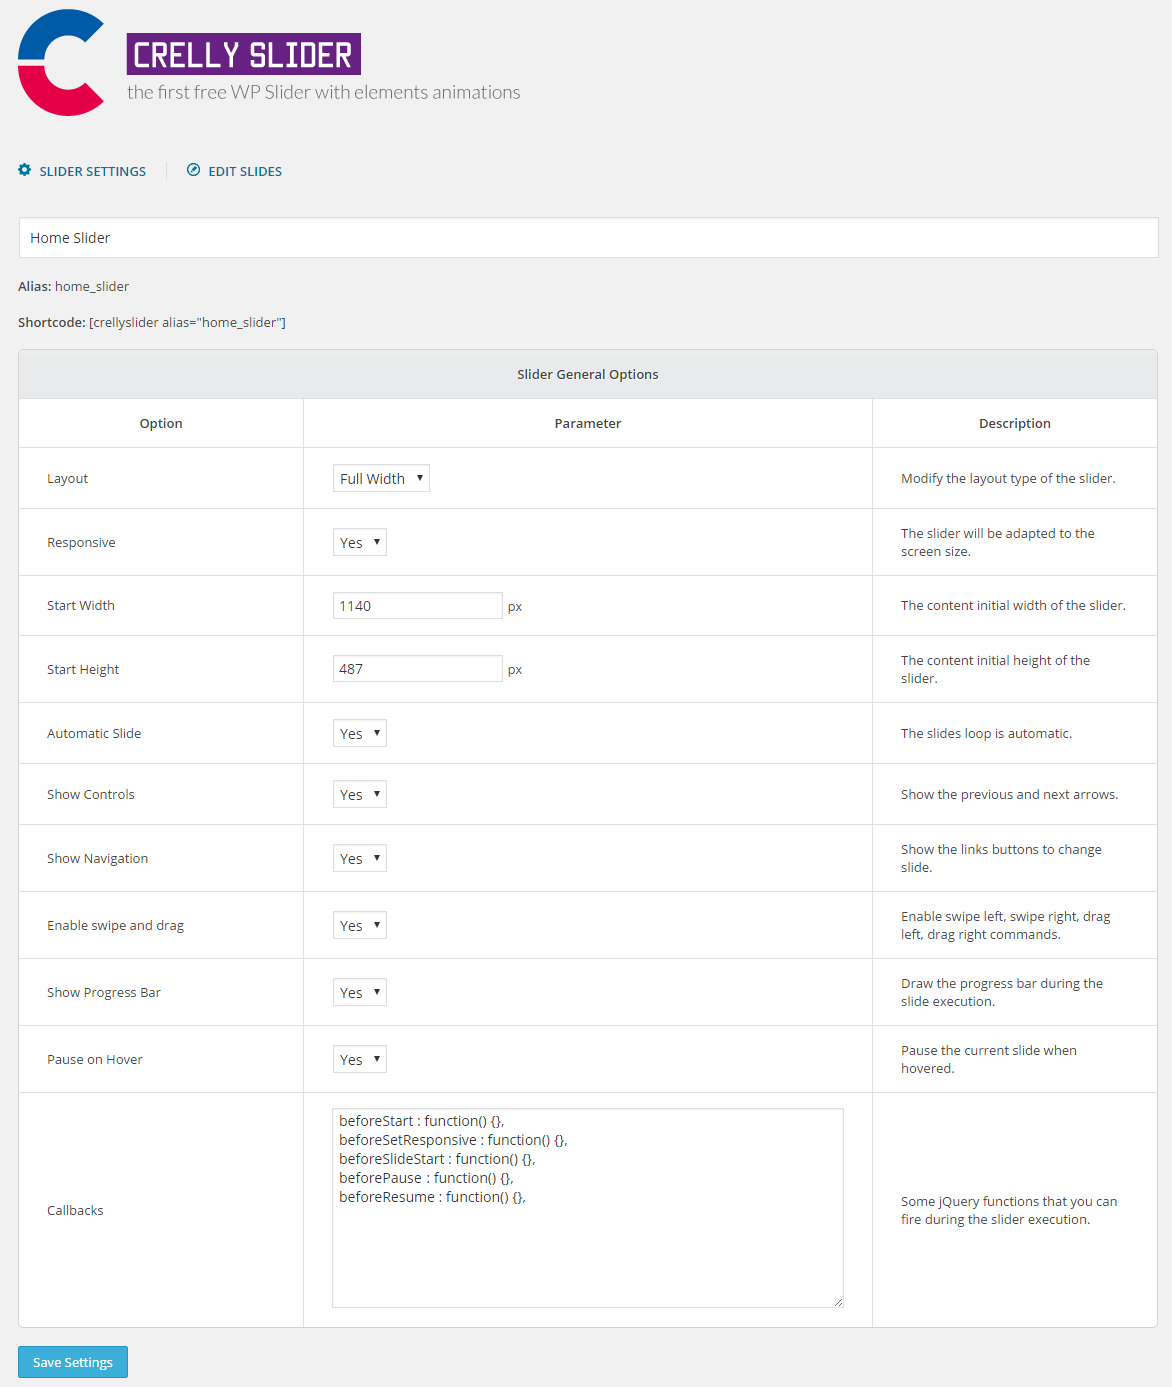 CRELLY SLIDER
the first free WP Slider with elements animations
SLIDER SETTINGS EDIT SLIDES
Home Slider
Alias: home_slider
Shortcode: [crellyslider alias="home_slider"]
Slider General Options
Option Parameter Description
Layout Full Width Modify the layout type of the slider.
Responsive Yes The slider will be adapted to the
screen size.
Start Width 1140 px The content initial width of the slider.
Start Height 487 px The content initial height of the
slider.
Automatic Slide Yes The slides loop is automatic.
Show Controls Yes Show the previous and next arrows.
Show Navigation Yes Show the links buttons to change
slide.
Enable swipe and drag Yes Enable swipe left, swipe right, drag
left, drag right commands.
Show Progress Bar Yes Draw the progress bar during the
slide execution.
Pause on Hover Yes Pause the current slide when
hovered.
Callbacks
beforeStart : function() {},
beforeSetResponsive : function() {},
beforeSlideStart : function() {},
beforePause : function() {},
beforeResume : function() {},
Some jQuery functions that you can
fire during the slider execution.
Save Settings